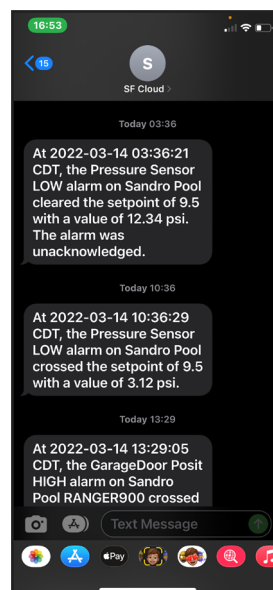 16:53
15
S
SF Cloud
Today 03:36
At 2022-03-14 03:36:21
CDT, the Pressure Sensor
LOW alarm on Sandro Pool
cleared the setpoint of 9.5
with a value of 12.34 psi.
The alarm was
unacknowledged.
Today 10:36
At 2022-03-14 10:36:29
CDT, the Pressure Sensor
LOW alarm on Sandro Pool
crossed the setpoint of 9.5
with a value of 3.12 psi.
Today 13:29
At 2022-03-14 13:29:05
CDT, the GarageDoor Posit
HIGH alarm on Sandro
Pool RANGER900 crossed
Text Message
Pay